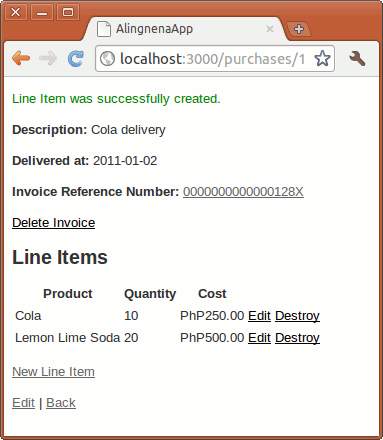 AlingnenaApp
localhost:3000/purchases/1
Line Item was successfully created.
Description: Cola delivery
Delivered at: 2011-01-02
Invoice Reference Number: 0000000000000128X
Delete Invoice
Line Items
Product Quantity Cost
Cola 10 PhP250.00 Edit Destroy
Lemon Lime Soda 20 PhP500.00 Edit Destroy
New Line Item
Edit | Back